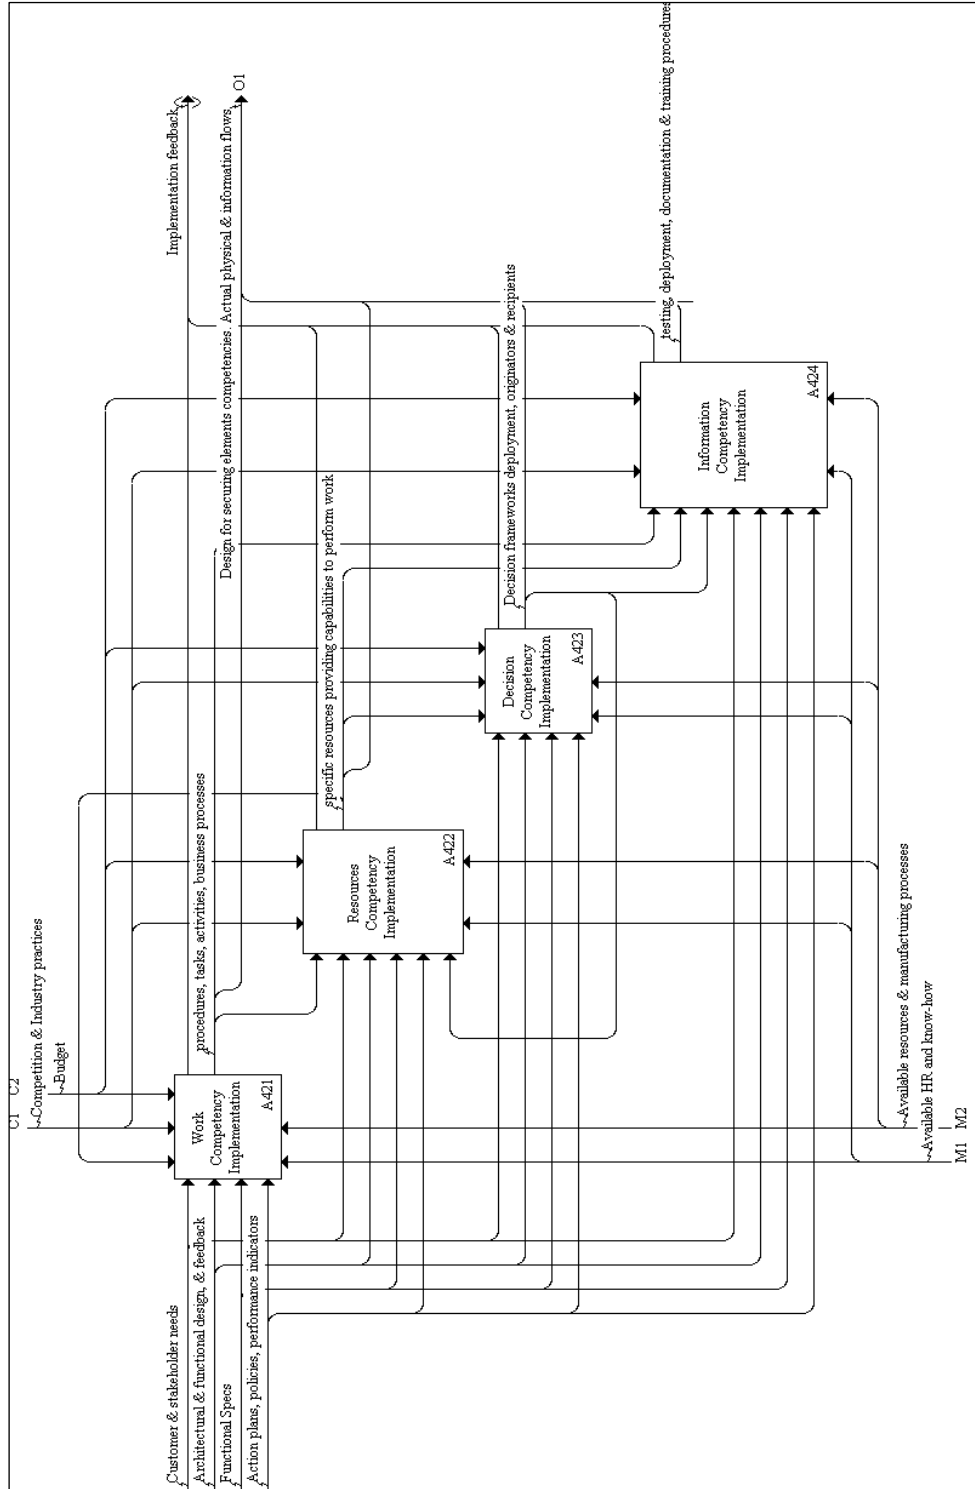 C1
C2
Competition & Industry practices
Budget
Customer & stakeholder needs
Architectural & functional design, & feedback
Functional Specs
Action plans, policies, performance indicators
Work
Competency
Implementation
A421
procedures, tasks, activities, business processes
Resources
Competency
Implementation
A422
specific resources providing capabilities to perform work
Decision
Competency
Implementation
A423
Decision frameworks deployment, originators & recipients
Information
Competency
Implementation
A424
testing, deployment, documentation & training procedures
Implementation feedback
Design for securing elements competencies. Actual physical & information flows
O1
Available resources & manufacturing processes
Available HR and know-how
M1
M2